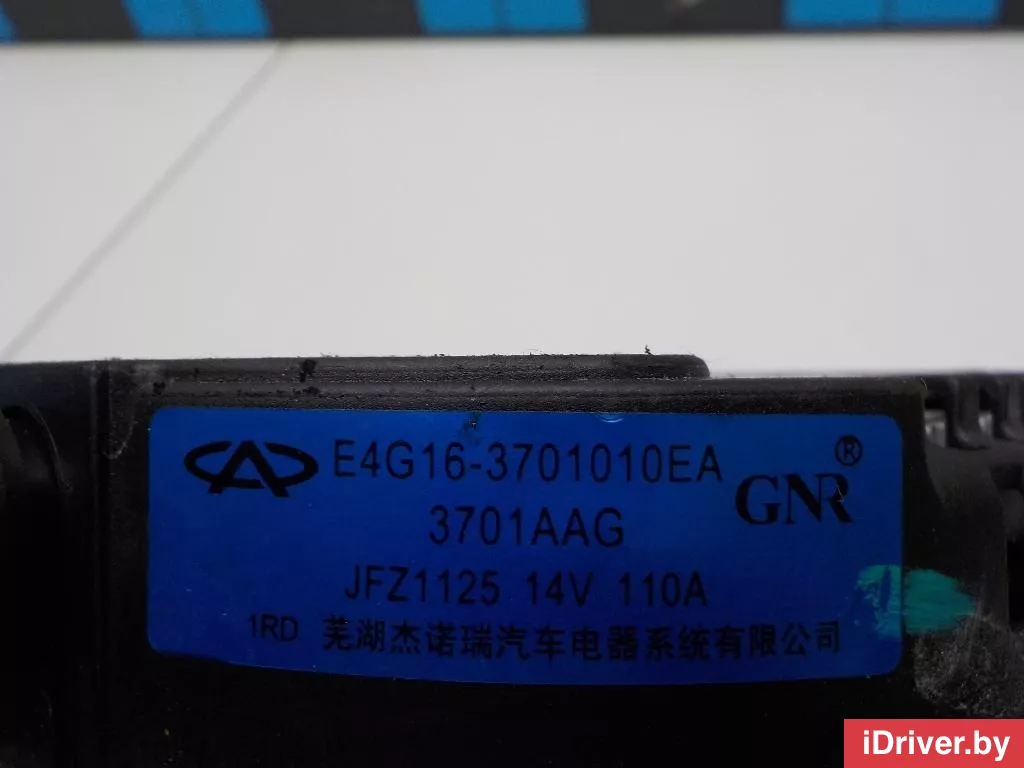 E4G16-3701010EA
GNR®
3701AAG
JFZ1125 14V 110A
1RD 芜湖杰诺瑞汽车电器系统有限公司
iDriver.by